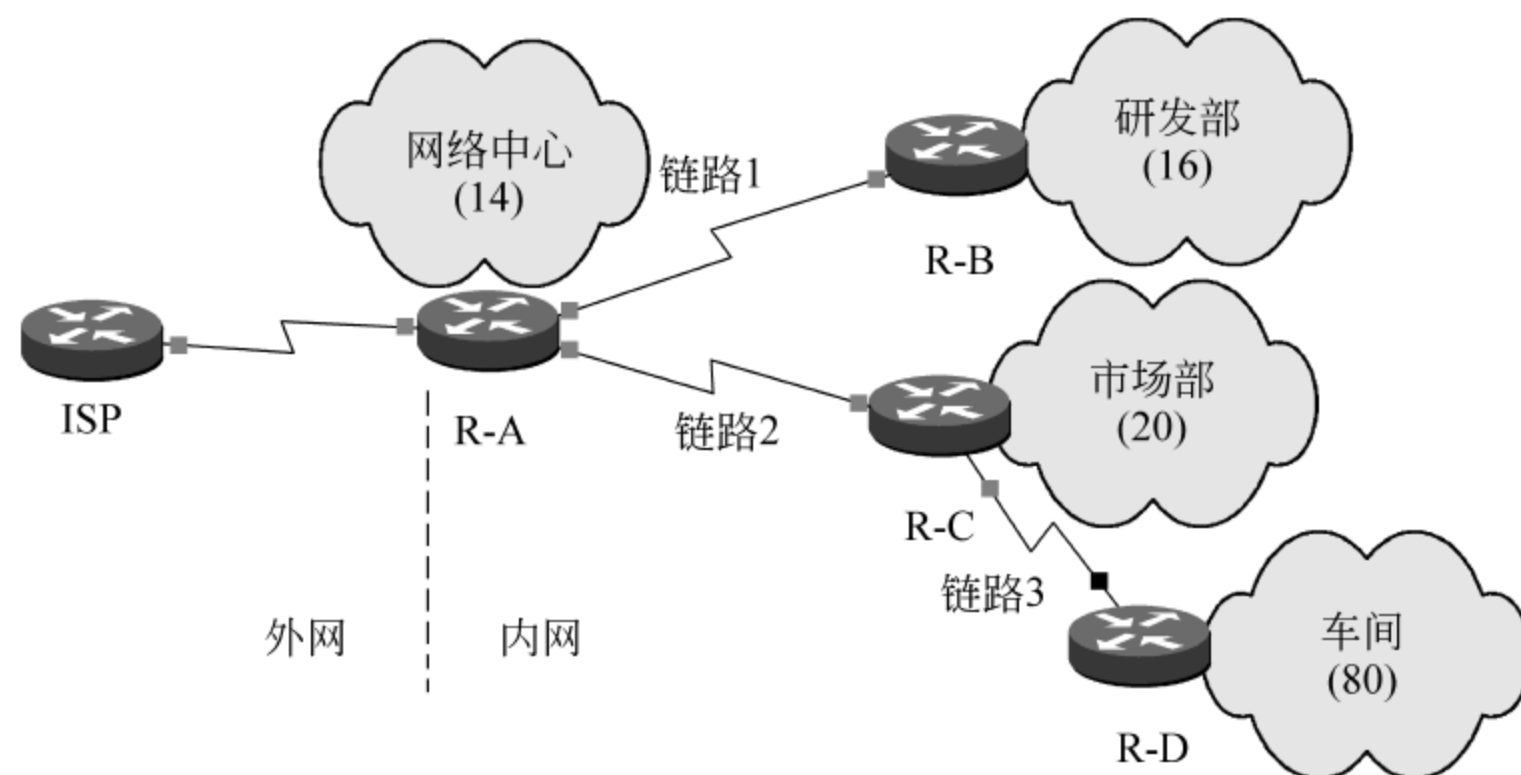 网络中心
(14)
链路1
研发部
(16)
R-B
ISP
R-A
链路2
市场部
(20)
R-C
链路3
外网
内网
车间
(80)
R-D